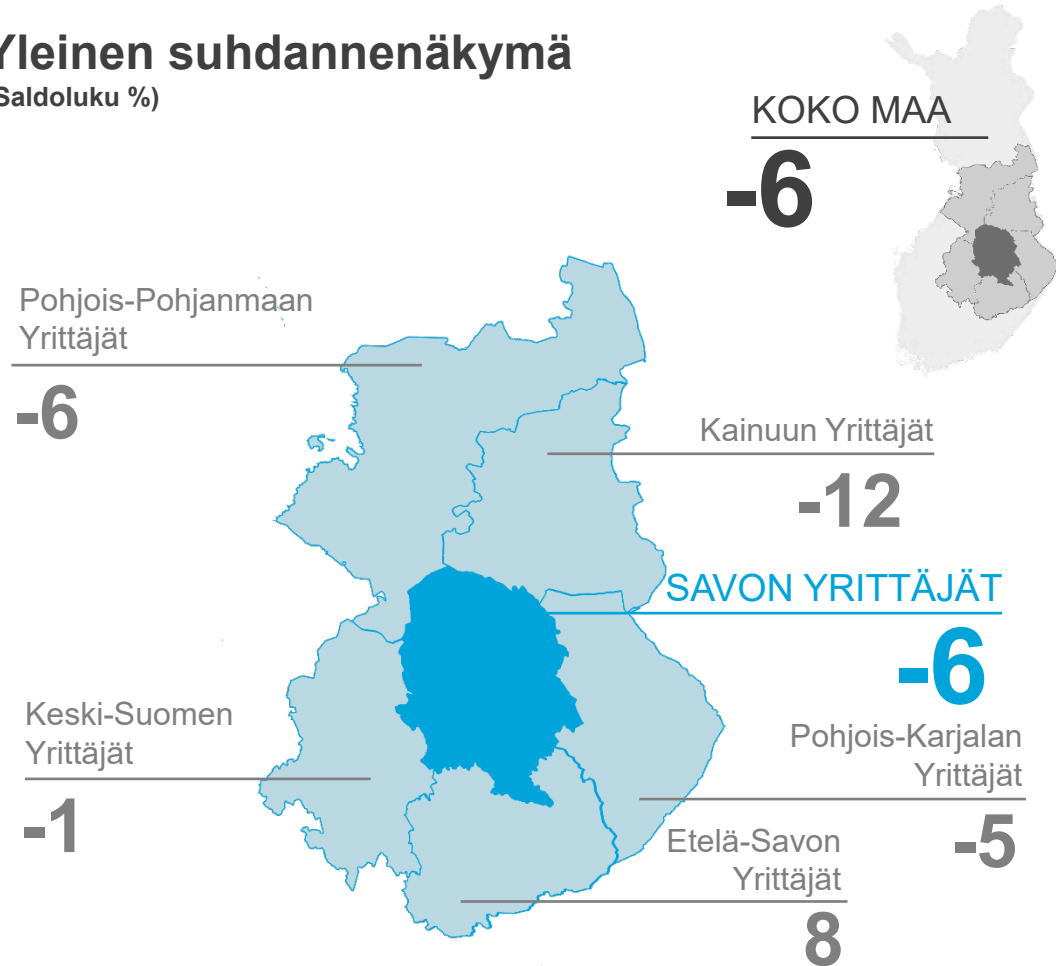 Yleinen suhdannenäkymä
Saldoluku %)
KOKO MAA
-6
Pohjois-Pohjanmaan
Yrittäjät
-6
Kainuun Yrittäjät
-12
SAVON YRITTÄJÄT
-6
Keski-Suomen
Yrittäjät
-1
Pohjois-Karjalan
Yrittäjät
-5
Etelä-Savon
Yrittäjät
8